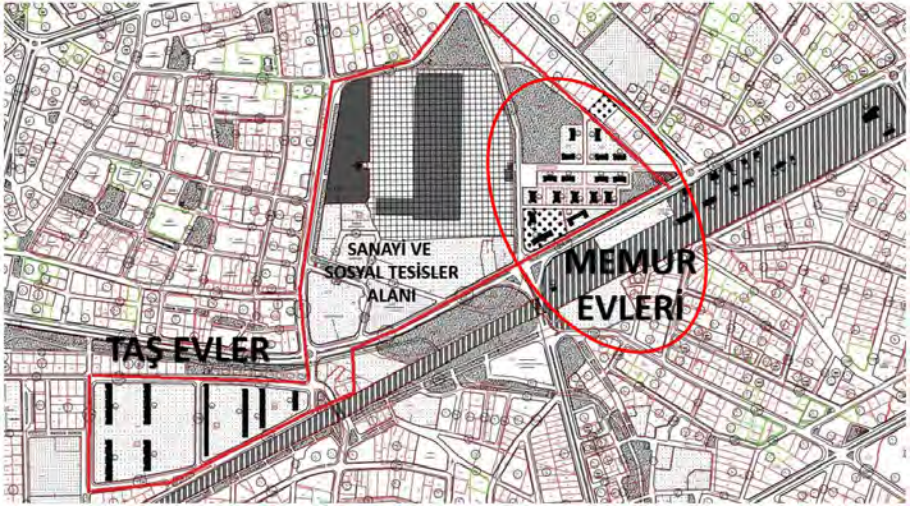 SANAYİ VE
SOSYAL TESİSLER
ALANI
MEMUR
EVLERİ
TAŞ EVLER